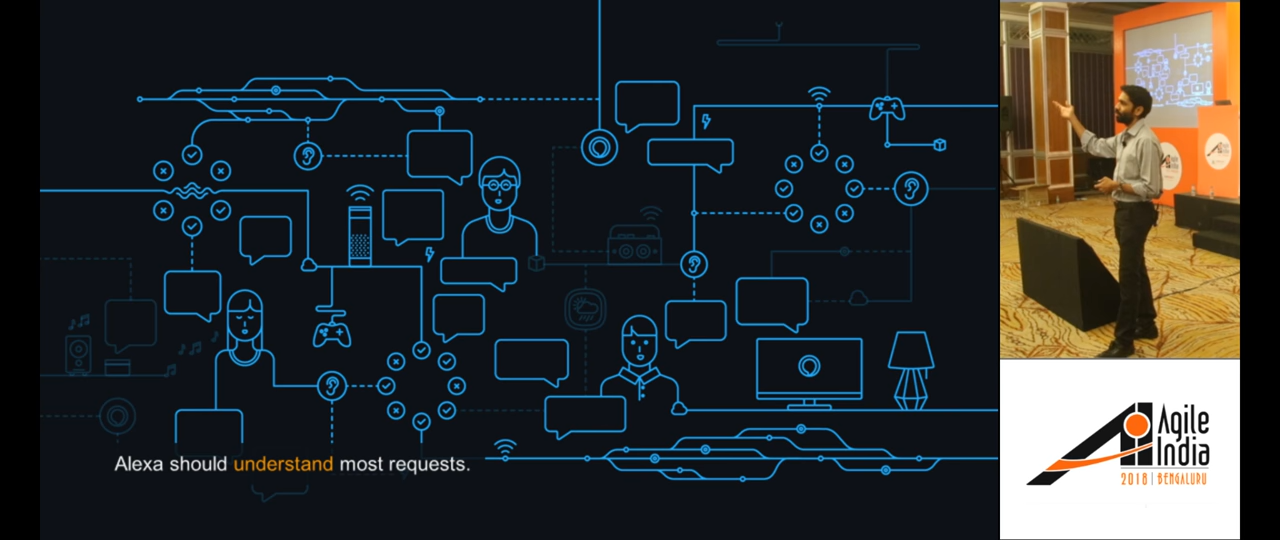 Alexa should understand most requests.
Agile
India
2018 | BENGALURU